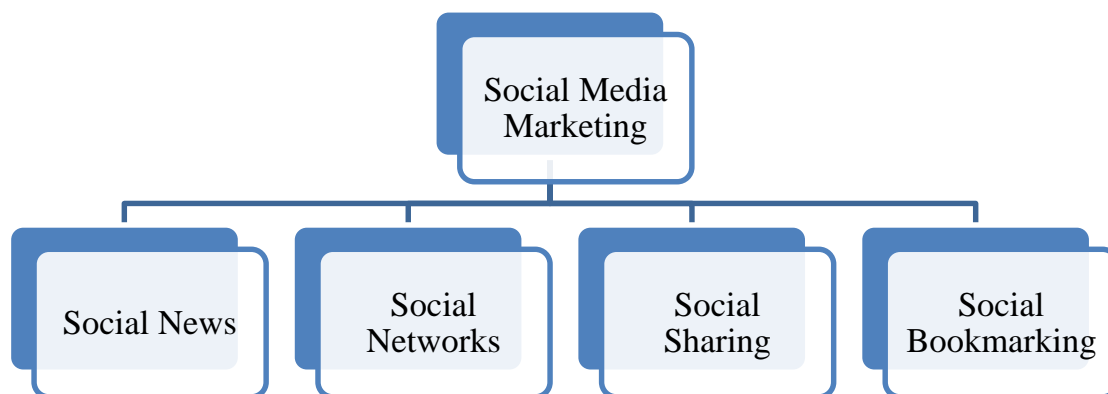 Social Media
Marketing
Social News
Social
Networks
Social
Sharing
Social
Bookmarking